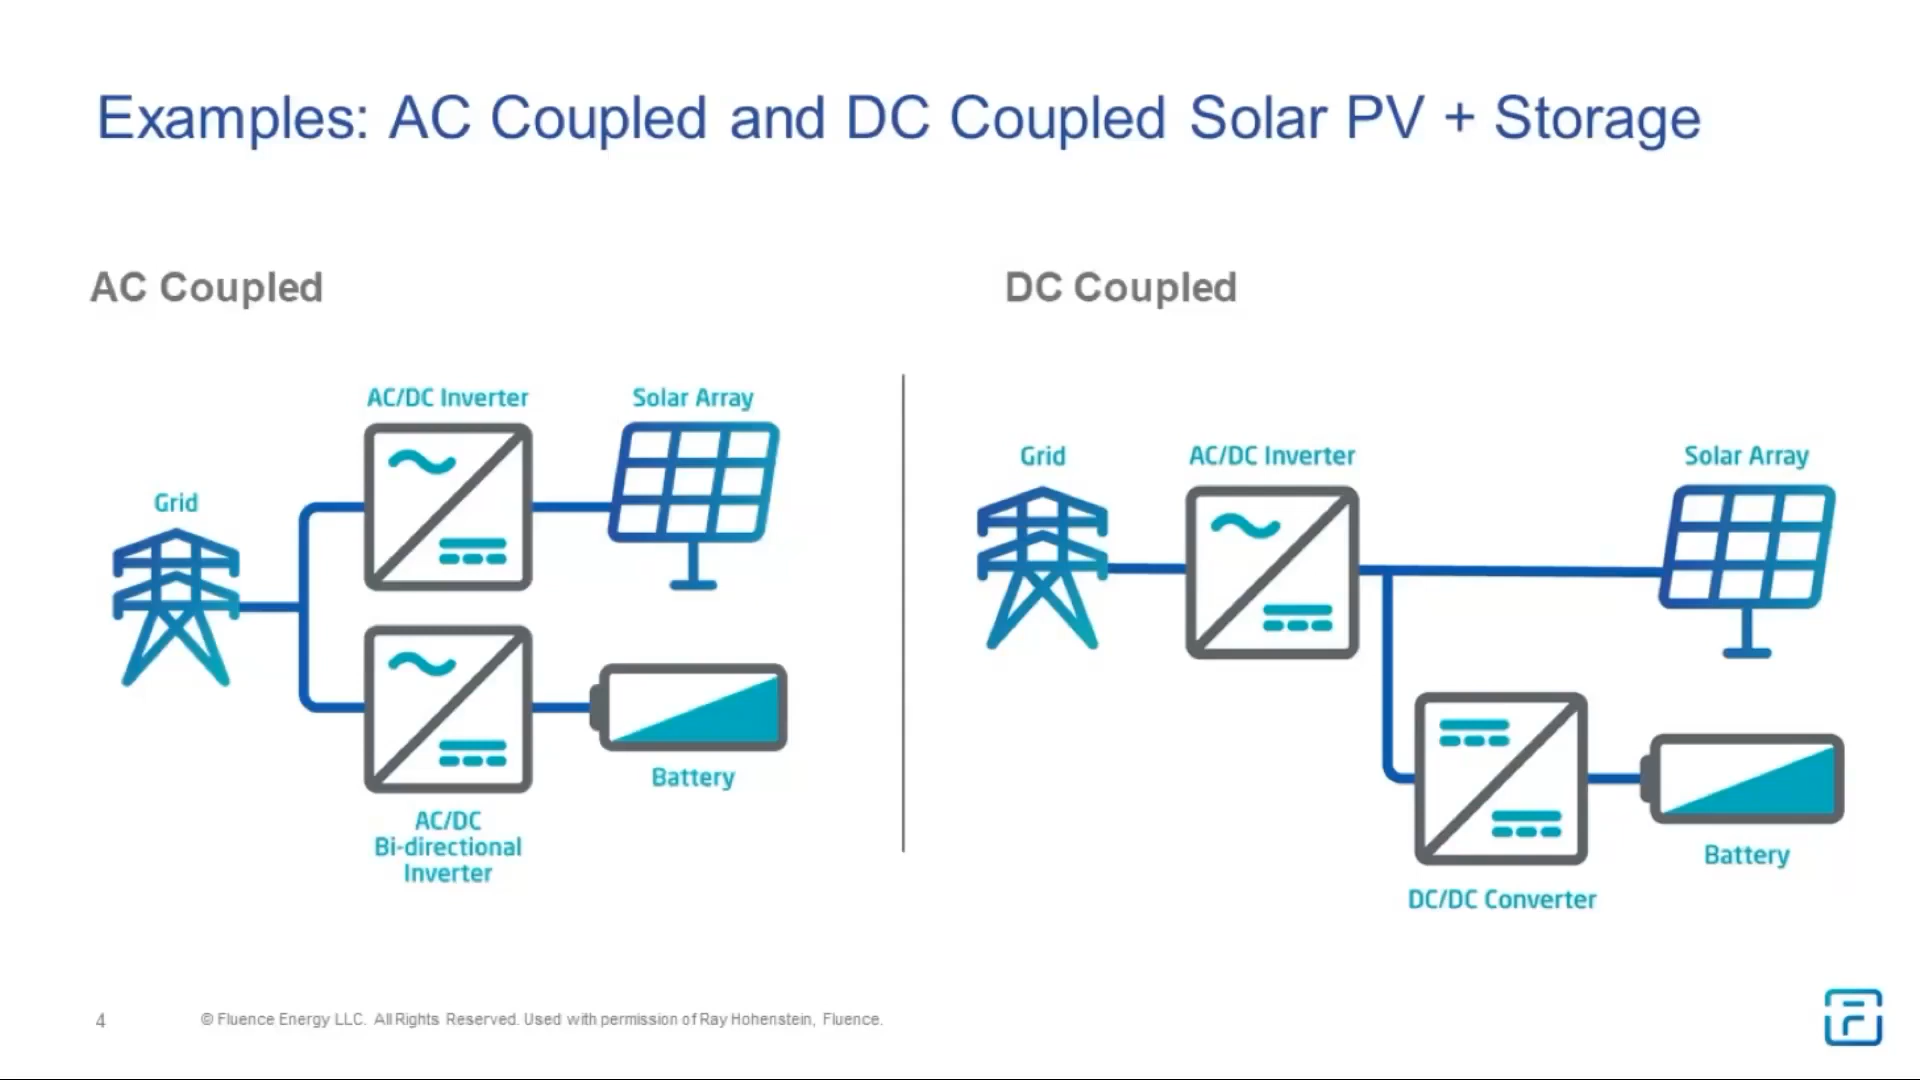 Examples: AC Coupled and DC Coupled Solar PV + Storage
AC Coupled
AC/DC Inverter
Solar Array
Grid
Battery
AC/DC
Bi-directional
Inverter
DC Coupled
Grid
AC/DC Inverter
Solar Array
Battery
DC/DC Converter
4
© Fluence Energy LLC. All Rights Reserved. Used with permission of Ray Hohenstein, Fluence.